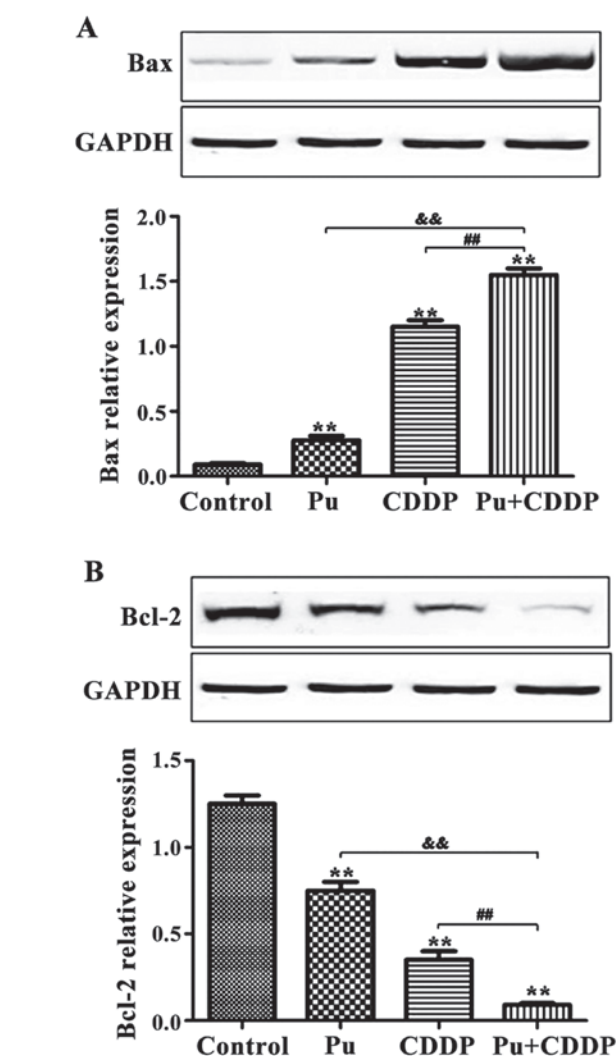 A
Bax
GAPDH
Bax relative expression
2.0
1.5
1.0
0.5
0.0
&&
##
**
**
**
Control Pu CDDP Pu+CDDP
B
Bcl-2
GAPDH
Bcl-2 relative expression
1.5
1.0
0.5
0.0
&&
##
**
**
**
Control Pu CDDP Pu+CDDP